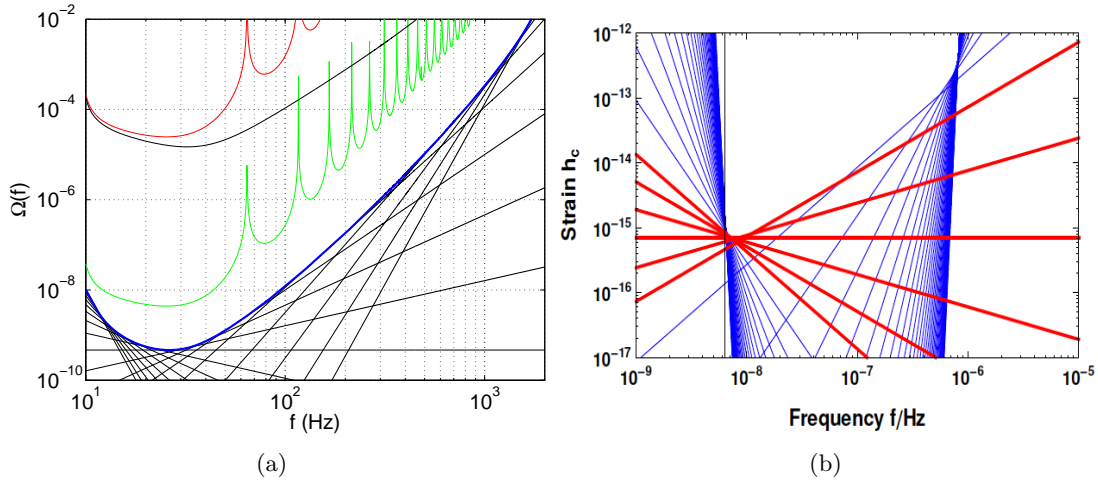 10^-2
10^-4
10^-6
10^-8
10^-10
Ω(f)
10^1 10^2 10^3
f (Hz)
(a)
10^-12
10^-13
10^-14
10^-15
10^-16
10^-17
Strain h_c
10^-9 10^-8 10^-7 10^-6 10^-5
Frequency f/Hz
(b)